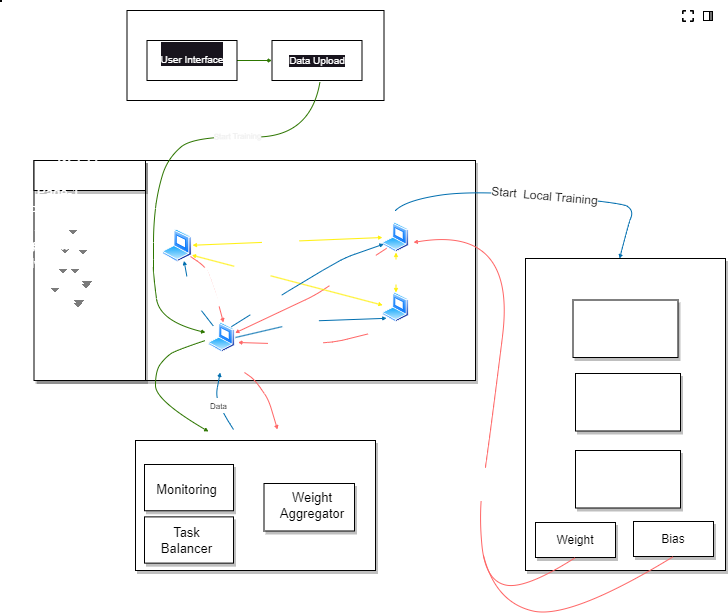 User Interface
Data Upload
Start Training
Start Local Training
Data
Monitoring
Weight
Aggregator
Task
Balancer
Weight
Bias